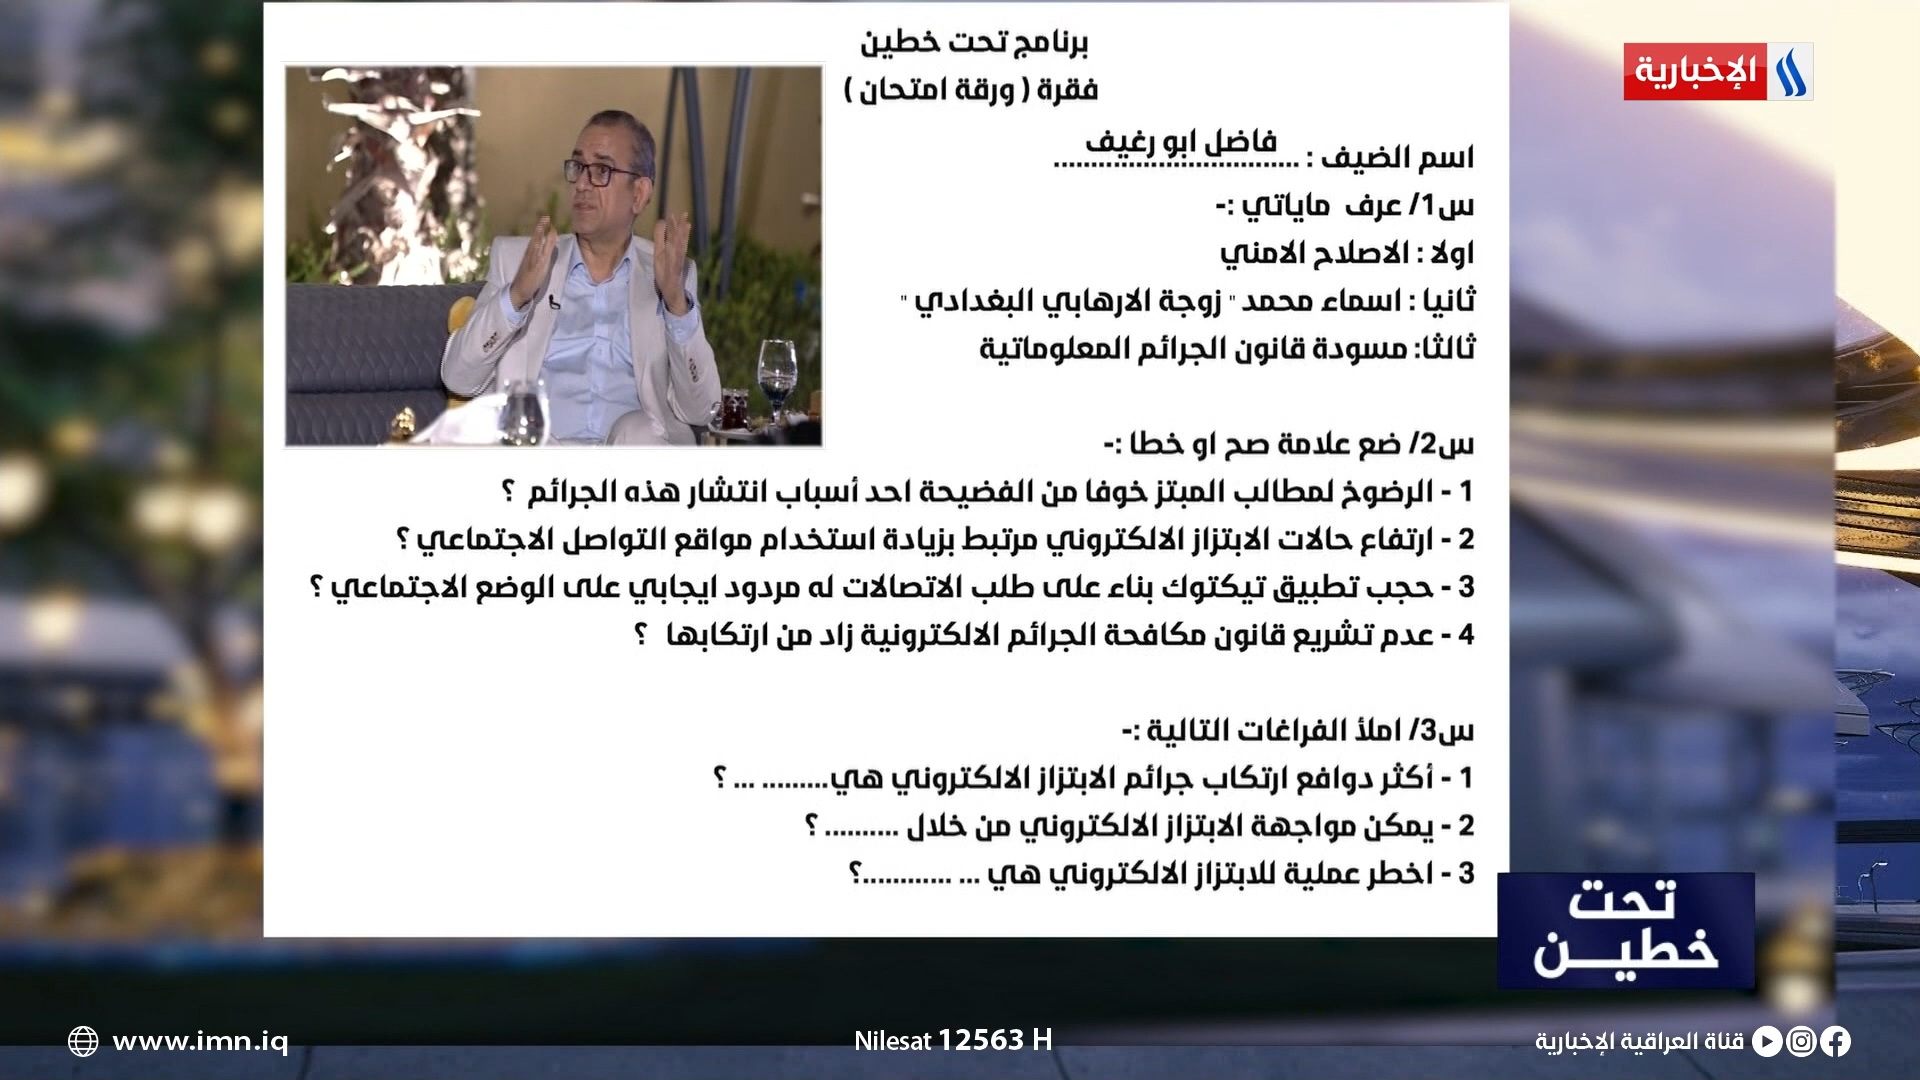 برنامج تحت خطين
فقرة ( ورقة امتحان )
اسم الضيف : فاضل ابو رغيف
س1/ عرف ماياتي :-
اولا : الاصلاح الامني
ثانيا : اسماء محمد " زوجة الارهابي البغدادي "
ثالثا: مسودة قانون الجرائم المعلوماتية
س2/ ضع علامة صح او خطا :-
1 - الرضوخ لمطالب المبتز خوفا من الفضيحة احد أسباب انتشار هذه الجرائم ؟
2 - ارتفاع حالات الابتزاز الالكتروني مرتبط بزيادة استخدام مواقع التواصل الاجتماعي ؟
3 - حجب تطبيق تيكتوك بناء على طلب الاتصالات له مردود ايجابي على الوضع الاجتماعي ؟
4 - عدم تشريع قانون مكافحة الجرائم الالكترونية زاد من ارتكابها ؟
س3/ املأ الفراغات التالية :-
1 - أكثر دوافع ارتكاب جرائم الابتزاز الالكتروني هي......... ... ؟
2 - يمكن مواجهة الابتزاز الالكتروني من خلال .......... ؟
3 - اخطر عملية للابتزاز الالكتروني هي ... ............؟
الإخبارية
تحت
خطيـن
www.imn.iq
Nilesat 12563 H
قناة العراقية الإخبارية